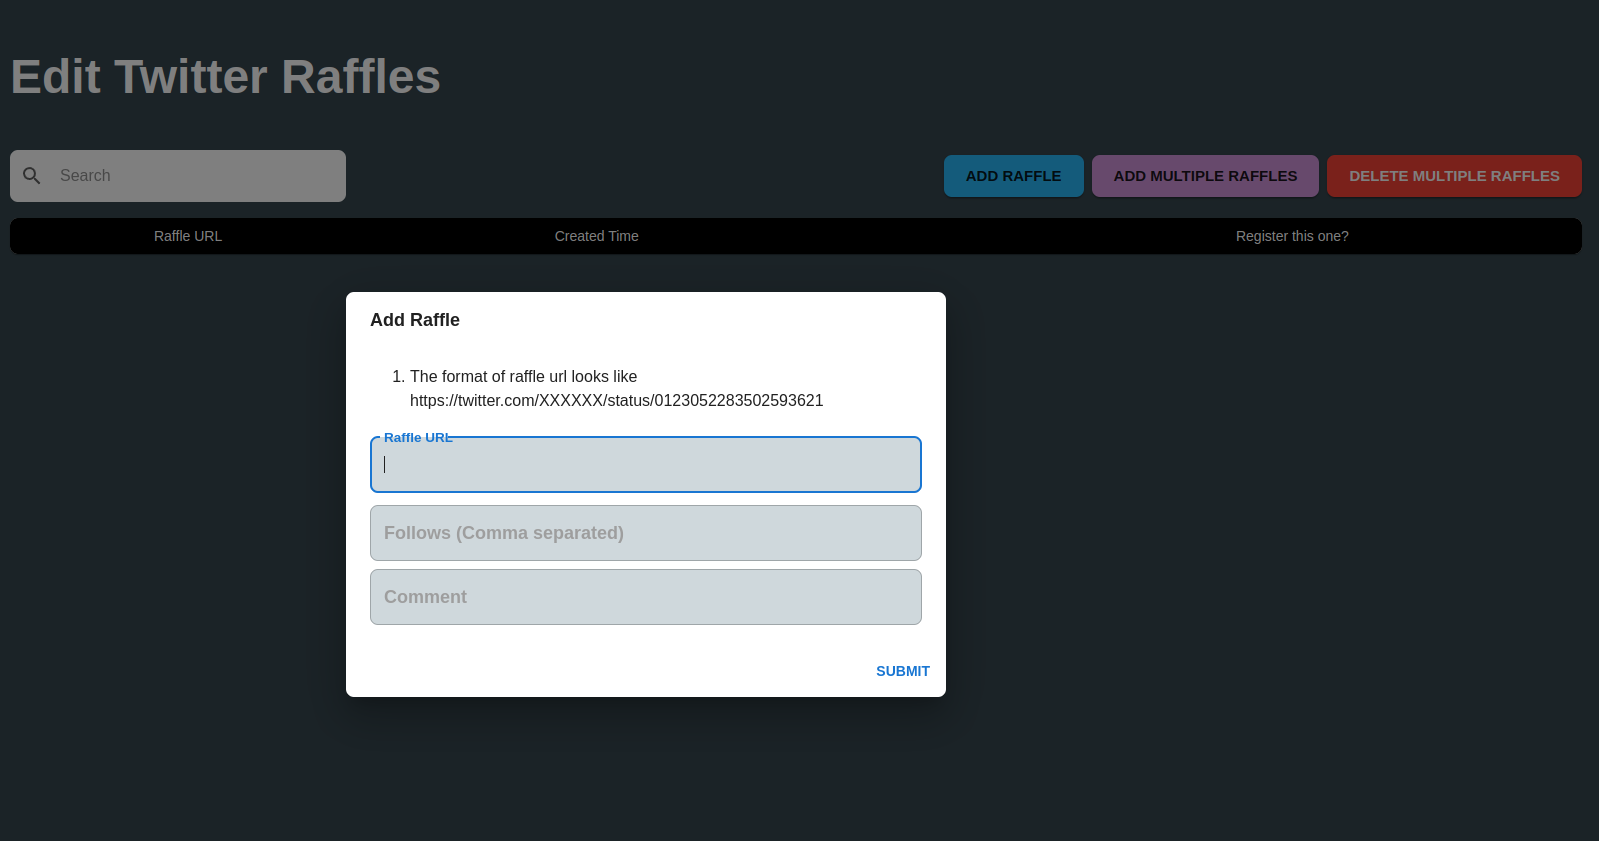 Edit Twitter Raffles
Search
ADD RAFFLE
ADD MULTIPLE RAFFLES
DELETE MULTIPLE RAFFLES
Raffle URL
Created Time
Register this one?
Add Raffle
1. The format of raffle url looks like
https://twitter.com/XXXXXX/status/0123052283502593621
Raffle URL
Follows (Comma separated)
Comment
SUBMIT